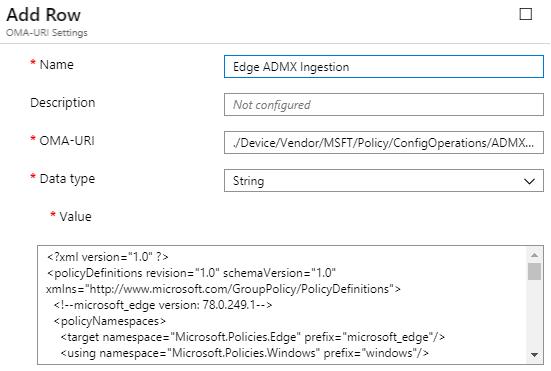 Add Row
OMA-URI Settings
* Name
Edge ADMX Ingestion
Description
Not configured
* OMA-URI
./Device/Vendor/MSFT/Policy/ConfigOperations/ADMX...
* Data type
String
* Value
<?xml version="1.0" ?>
<policyDefinitions revision="1.0" schemaVersion="1.0"
xmlns="http://www.microsoft.com/GroupPolicy/PolicyDefinitions">
<!--microsoft_edge version: 78.0.249.1-->
<policyNamespaces>
<target namespace="Microsoft.Policies.Edge" prefix="microsoft_edge"/>
<using namespace="Microsoft.Policies.Windows" prefix="windows"/>